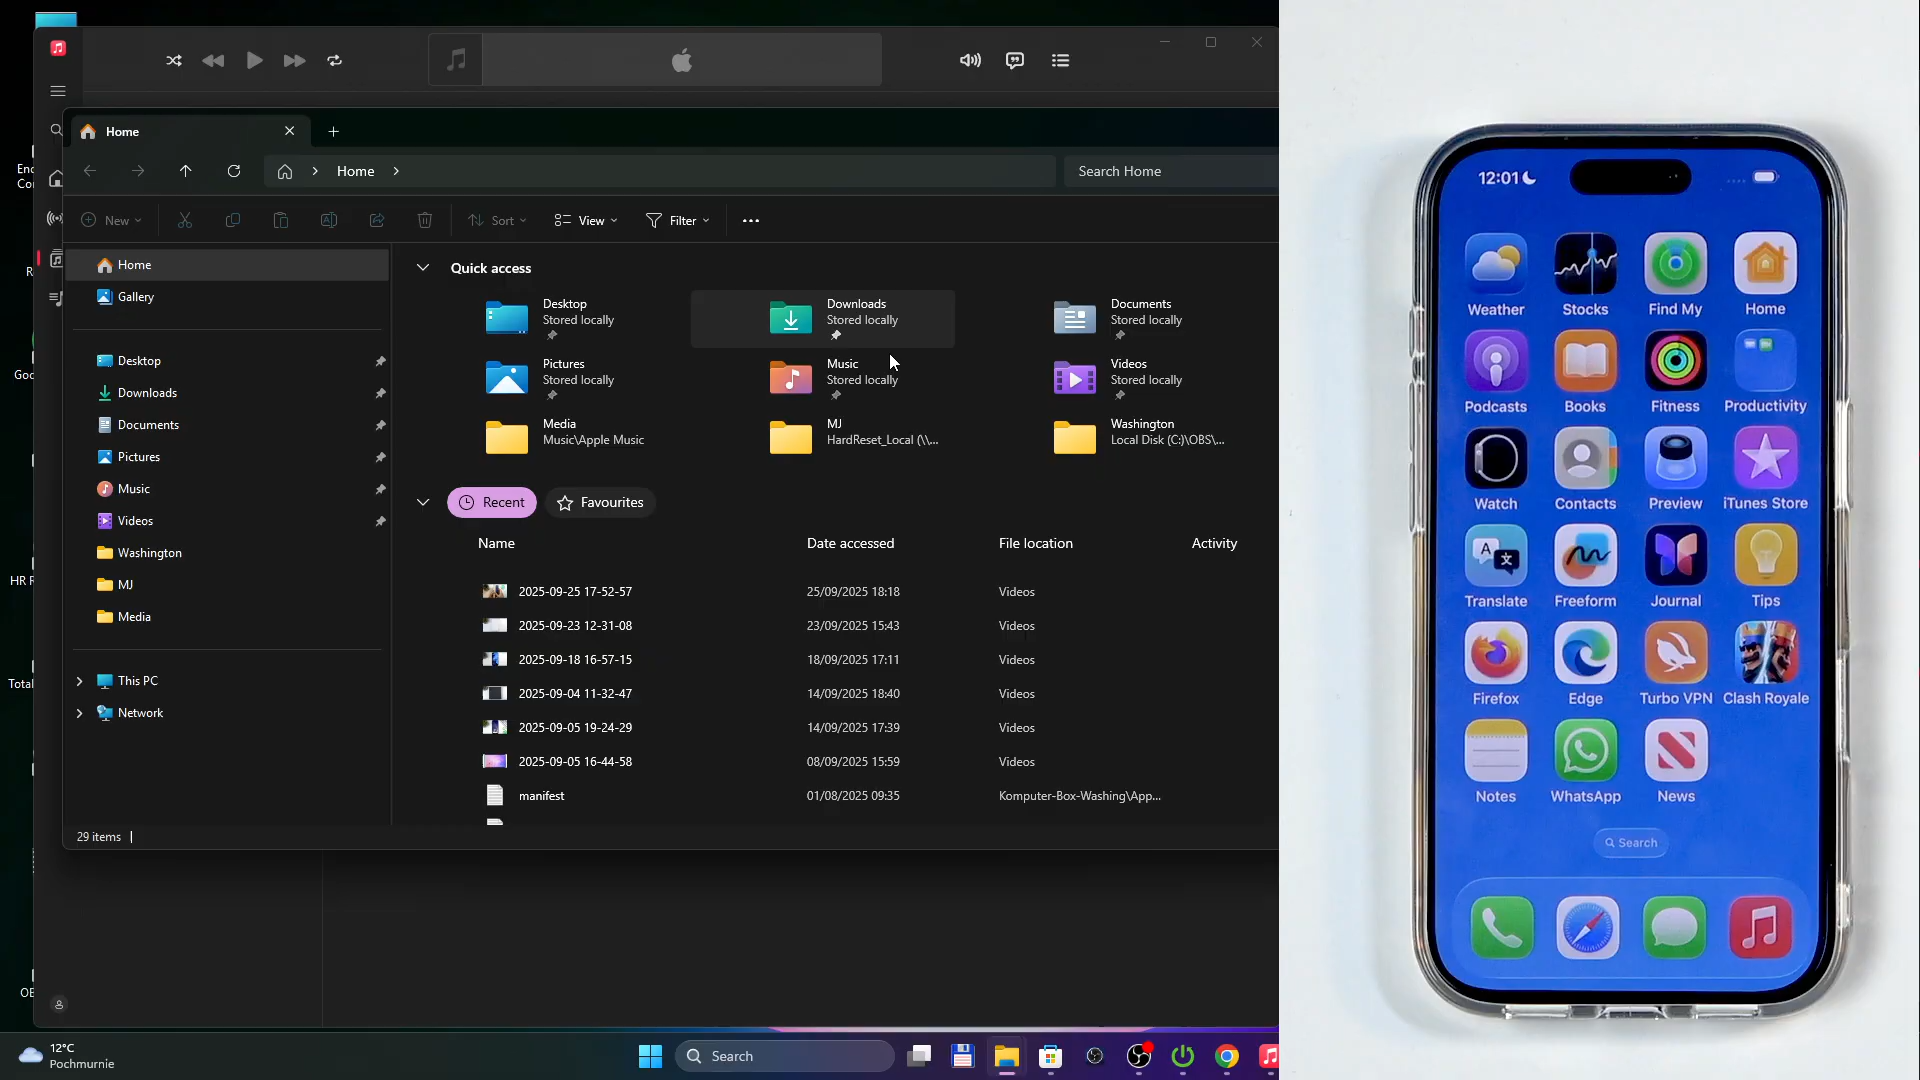 Home
Home
Search Home
New
Sort
View
Filter
Home
Gallery
Desktop
Downloads
Documents
Pictures
Music
Videos
Washington
MJ
Media
This PC
Network
Quick access
Desktop
Stored locally
Downloads
Stored locally
Documents
Stored locally
Pictures
Stored locally
Music
Stored locally
Videos
Stored locally
Media
Music\Apple Music
MJ
HardReset_Local (\\...
Washington
Local Disk (C:)\OBS\...
Recent
Favourites
Name Date accessed File location Activity
2025-09-25 17-52-57 25/09/2025 18:18 Videos
2025-09-23 12-31-08 23/09/2025 15:43 Videos
2025-09-18 16-57-15 18/09/2025 17:11 Videos
2025-09-04 11-32-47 14/09/2025 18:40 Videos
2025-09-05 19-24-29 14/09/2025 17:39 Videos
2025-09-05 16-44-58 08/09/2025 15:59 Videos
manifest 01/08/2025 09:35 Komputer-Box-Washing\App...
29 items
12°C
Pochmurnie
Search
12:01
Weather Stocks Find My Home
Podcasts Books Fitness Productivity
Watch Contacts Preview iTunes Store
Translate Freeform Journal Tips
Firefox Edge Turbo VPN Clash Royale
Notes WhatsApp News
Search